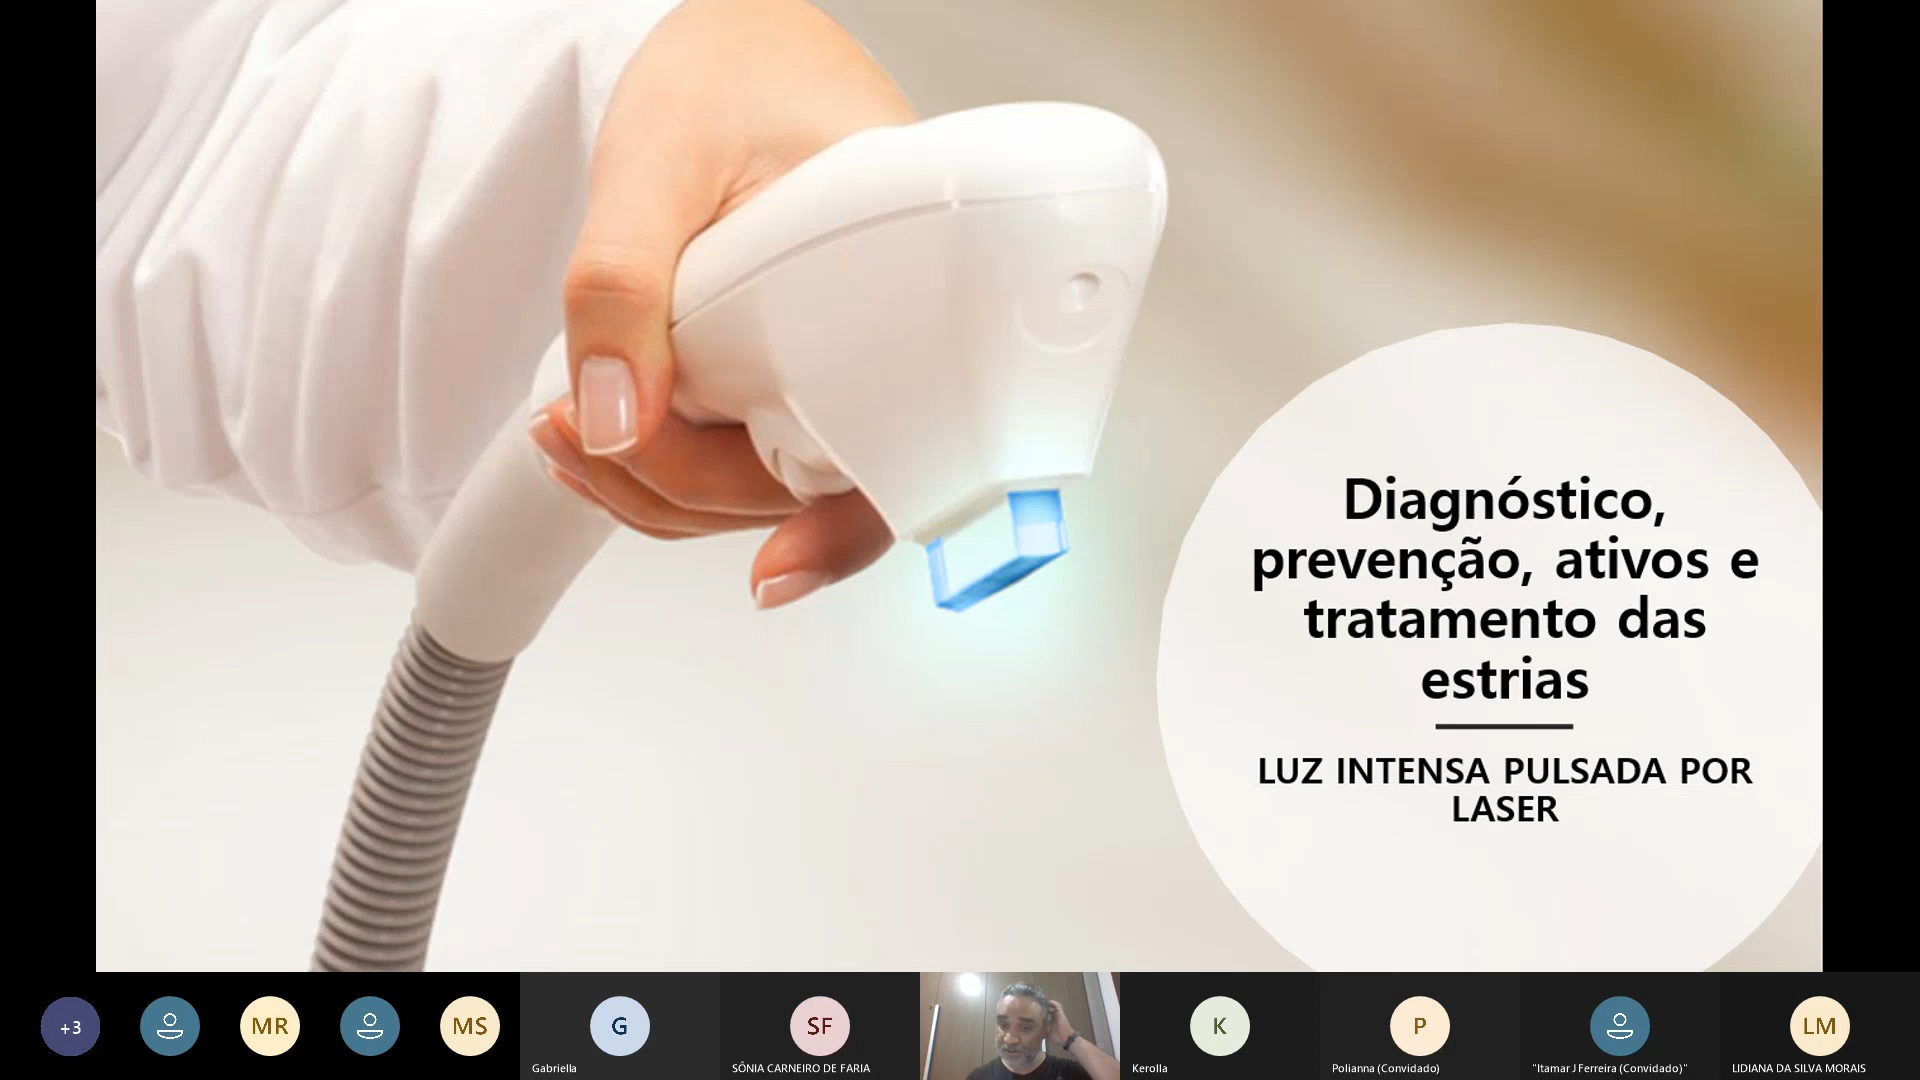 Diagnóstico,
prevenção, ativos e
tratamento das
estrias
LUZ INTENSA PULSADA POR
LASER
+3
MR
MS
G
Gabriella
SF
SÔNIA CARNEIRO DE FARIA
K
Kerolla
P
Polianna (Convidado)
"Itamar J Ferreira (Convidado)"
LM
LIDIANA DA SILVA MORAIS